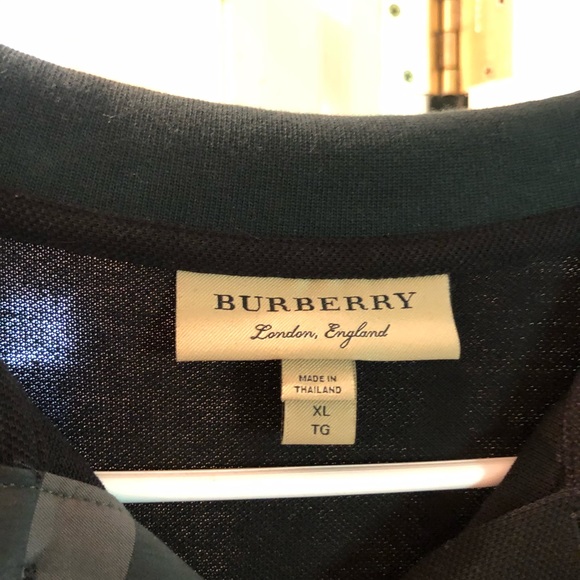 BURBERRY
London, England
MADE IN
THAILAND
XL
TG